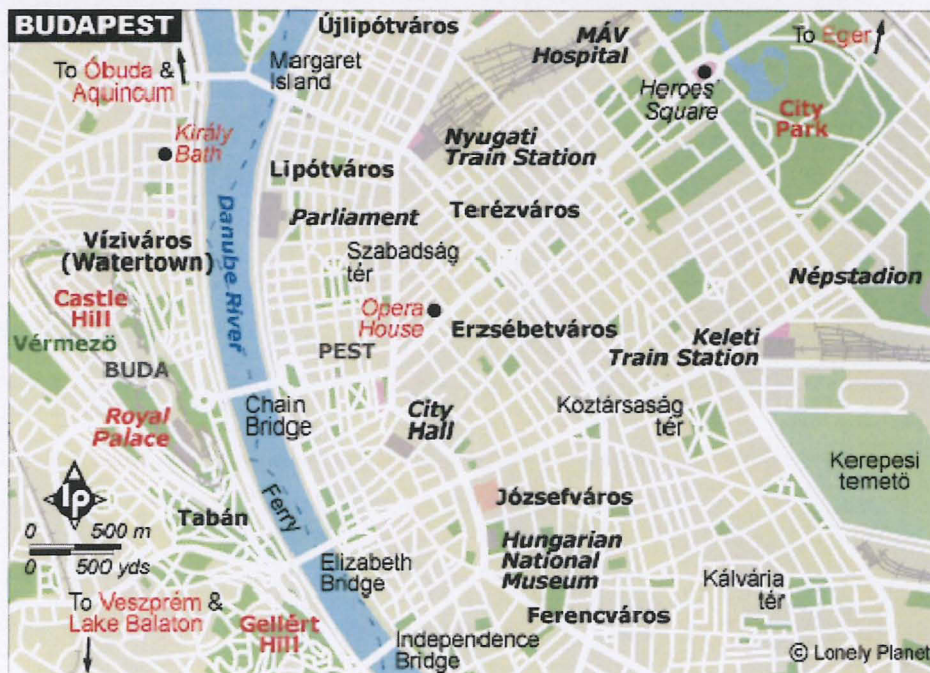 BUDAPEST
Újlipótváros
MÁV
Hospital
To Eger
To Óbuda &
Aquincum
Margaret
Island
Heroes'
Square
City
Park
Király
Bath
Nyugati
Train Station
Lipótváros
Parliament
Terézváros
Danube River
Víziváros
(Watertown)
Szabadság
tér
Népstadion
Castle
Hill
Opera
House
Erzsébetváros
Keleti
Train Station
Vérmező
PEST
BUDA
Chain
Bridge
City
Hall
Köztársaság
tér
Royal
Palace
Kerepesi
temető
lp
Ferry
Józsefváros
Tabán
0 500 m
0 500 yds
Hungarian
National
Museum
Elizabeth
Bridge
Kálvária
tér
To Veszprém &
Lake Balaton
Gellért
Hill
Ferencváros
Independence
Bridge
© Lonely Planet